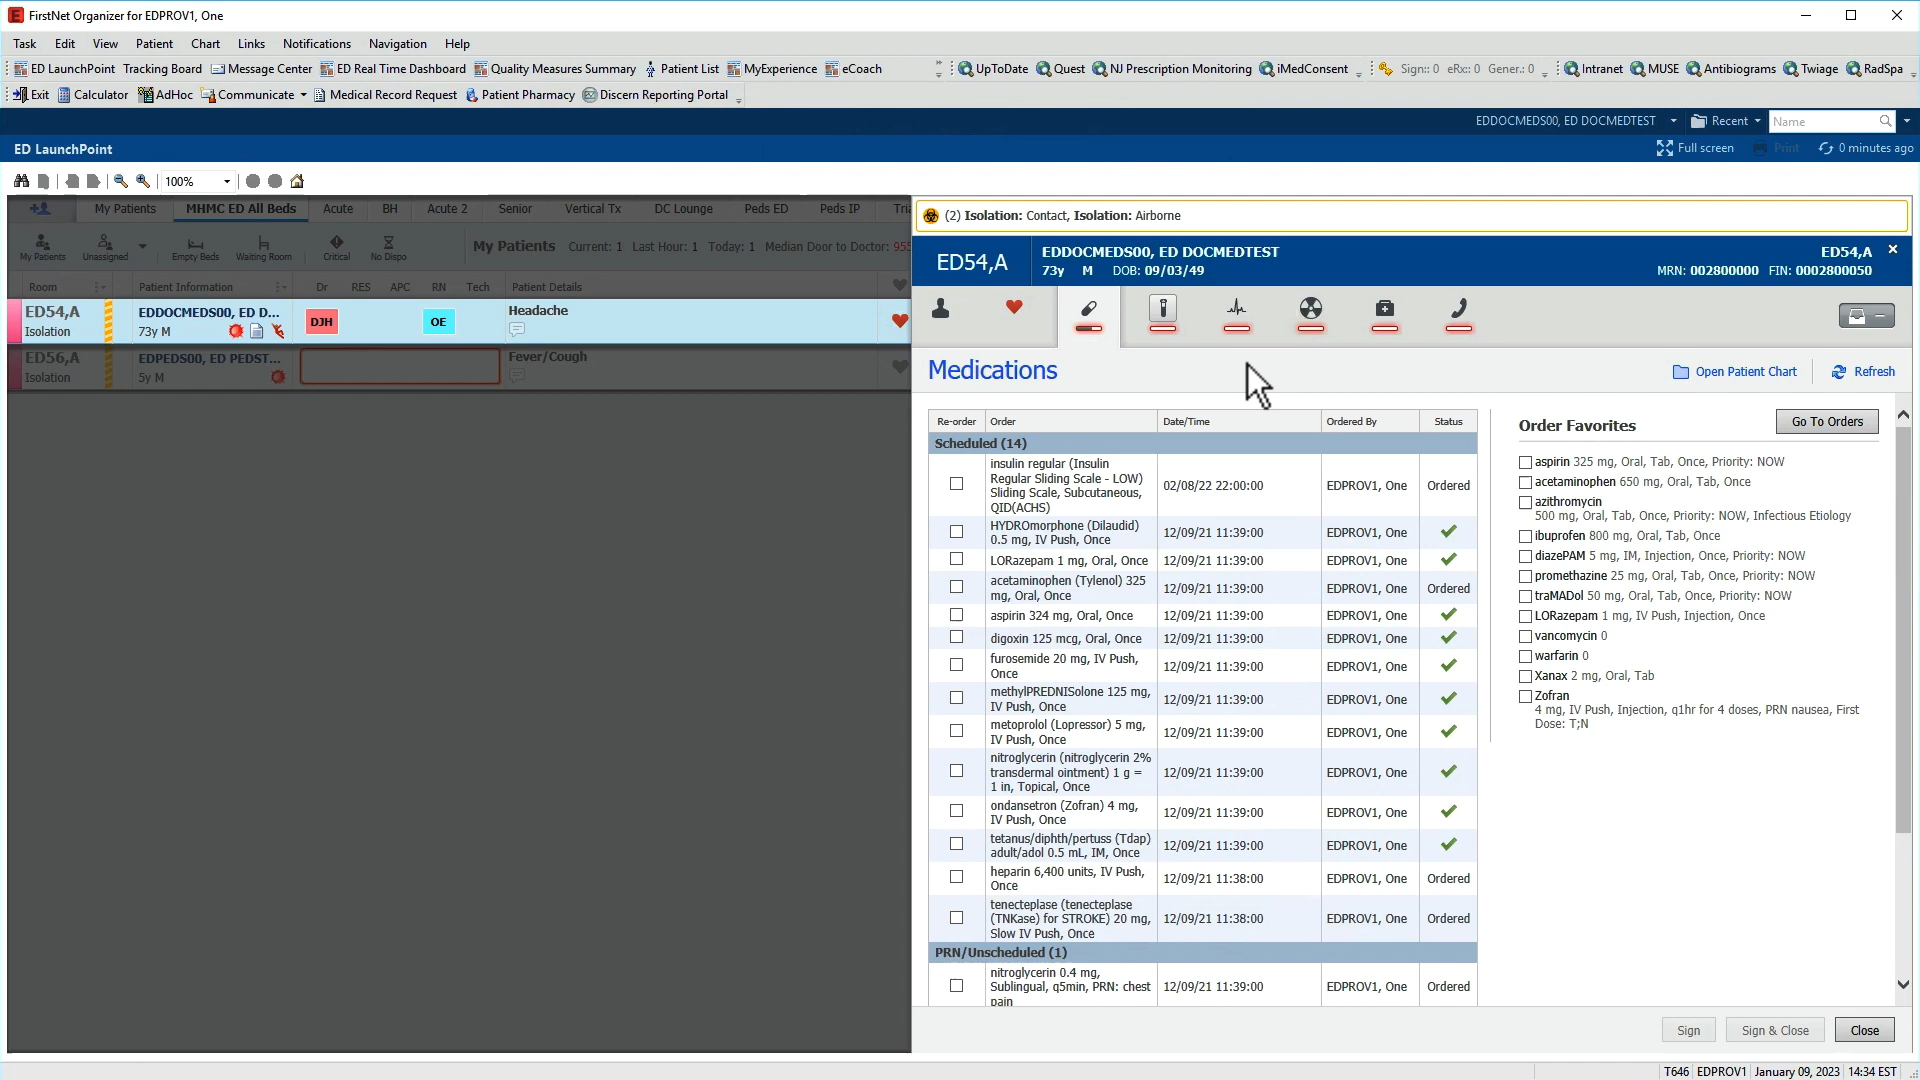 FirstNet Organizer for EDPROV1, One
Task Edit View Patient Chart Links Notifications Navigation Help
ED LaunchPoint Tracking Board Message Center ED Real Time Dashboard Quality Measures Summary Patient List MyExperience eCoach UpToDate Quest NJ Prescription Monitoring iMedConsent Sign:: 0 eRx:: 0 Gener.: 0 Intranet MUSE Antibiograms Twiage RadSpa
Exit Calculator AdHoc Communicate Medical Record Request Patient Pharmacy Discern Reporting Portal
EDDOCMEDS00, ED DOCMEDTEST Recent Name
ED LaunchPoint Full screen Print 0 minutes ago
100%
My Patients MHMC ED All Beds Acute BH Acute 2 Senior Vertical Tx DC Lounge Peds ED Peds IP
My Patients Unassigned Empty Beds Waiting Room Critical No Dispo My Patients Current: 1 Last Hour: 1 Today: 1 Median Door to Doctor: 955
Room Patient Information Dr RES APC RN Tech Patient Details
ED54,A EDDOCMEDS00, ED D... DJH OE Headache
Isolation 73y M
ED56,A EDPEDS00, ED PEDST... Fever/Cough
Isolation 5y M
(2) Isolation: Contact, Isolation: Airborne
ED54,A EDDOCMEDS00, ED DOCMEDTEST ED54,A
73y M DOB: 09/03/49 MRN: 002800000 FIN: 0002800050
Medications Open Patient Chart Refresh
Re-order Order Date/Time Ordered By Status
Scheduled (14)
insulin regular (Insulin
Regular Sliding Scale - LOW)
Sliding Scale, Subcutaneous,
QID(ACHS)
02/08/22 22:00:00 EDPROV1, One Ordered
HYDROmorphone (Dilaudid)
0.5 mg, IV Push, Once
12/09/21 11:39:00 EDPROV1, One
LORazepam 1 mg, Oral, Once 12/09/21 11:39:00 EDPROV1, One
acetaminophen (Tylenol) 325
mg, Oral, Once
12/09/21 11:39:00 EDPROV1, One Ordered
aspirin 324 mg, Oral, Once 12/09/21 11:39:00 EDPROV1, One
digoxin 125 mcg, Oral, Once 12/09/21 11:39:00 EDPROV1, One
furosemide 20 mg, IV Push,
Once
12/09/21 11:39:00 EDPROV1, One
methylPREDNISolone 125 mg,
IV Push, Once
12/09/21 11:39:00 EDPROV1, One
metoprolol (Lopressor) 5 mg,
IV Push, Once
12/09/21 11:39:00 EDPROV1, One
nitroglycerin (nitroglycerin 2%
transdermal ointment) 1 g =
1 in, Topical, Once
12/09/21 11:39:00 EDPROV1, One
ondansetron (Zofran) 4 mg,
IV Push, Once
12/09/21 11:39:00 EDPROV1, One
tetanus/diphth/pertuss (Tdap)
adult/adol 0.5 mL, IM, Once
12/09/21 11:39:00 EDPROV1, One
heparin 6,400 units, IV Push,
Once
12/09/21 11:38:00 EDPROV1, One Ordered
tenecteplase (tenecteplase
(TNKase) for STROKE) 20 mg,
Slow IV Push, Once
12/09/21 11:38:00 EDPROV1, One Ordered
PRN/Unscheduled (1)
nitroglycerin 0.4 mg,
Sublingual, q5min, PRN: chest
pain
12/09/21 11:39:00 EDPROV1, One Ordered
Order Favorites Go To Orders
aspirin 325 mg, Oral, Tab, Once, Priority: NOW
acetaminophen 650 mg, Oral, Tab, Once
azithromycin
500 mg, Oral, Tab, Once, Priority: NOW, Infectious Etiology
ibuprofen 800 mg, Oral, Tab, Once
diazePAM 5 mg, IM, Injection, Once, Priority: NOW
promethazine 25 mg, Oral, Tab, Once, Priority: NOW
traMADol 50 mg, Oral, Tab, Once, Priority: NOW
LORazepam 1 mg, IV Push, Injection, Once
vancomycin 0
warfarin 0
Xanax 2 mg, Oral, Tab
Zofran
4 mg, IV Push, Injection, q1hr for 4 doses, PRN nausea, First
Dose: T;N
Sign Sign & Close Close
T646 EDPROV1 January 09, 2023 14:34 EST